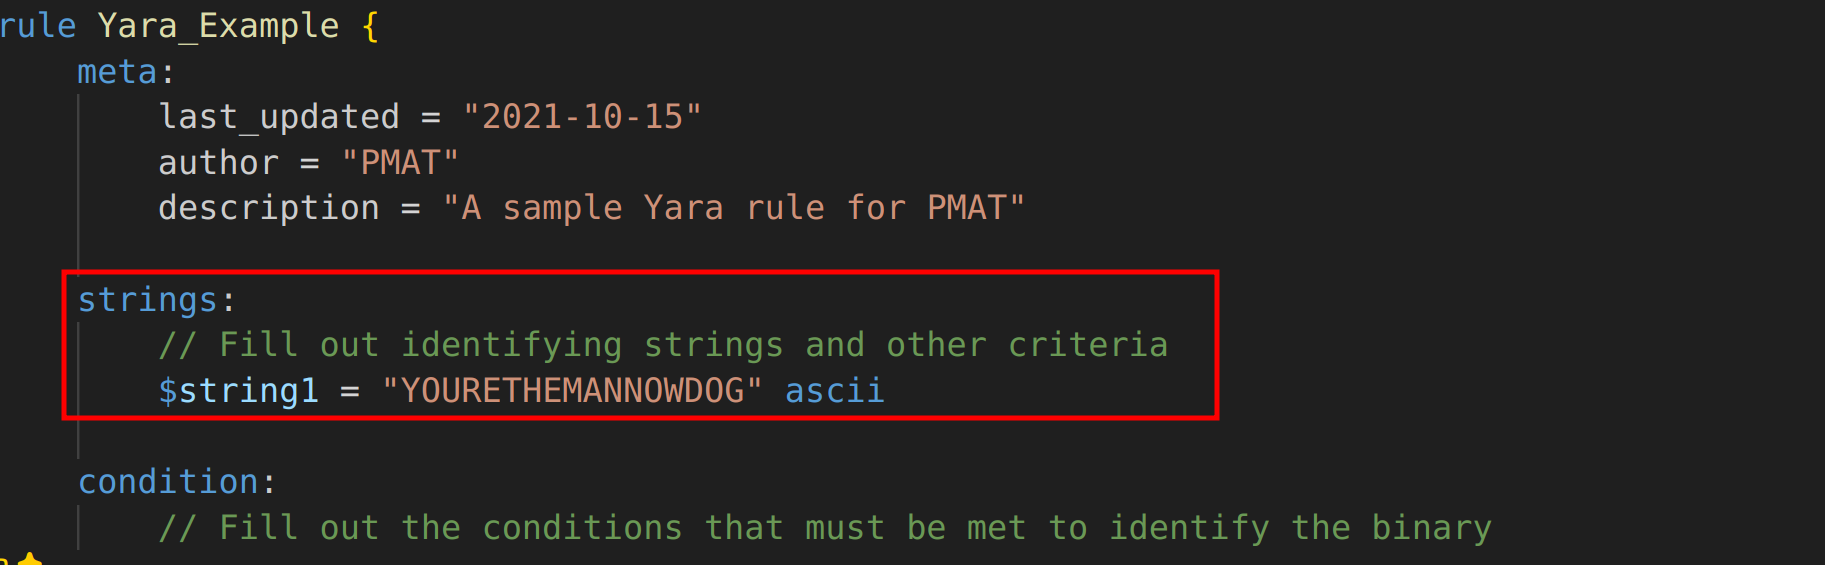 rule Yara_Example {
meta:
last_updated = "2021-10-15"
author = "PMAT"
description = "A sample Yara rule for PMAT"
strings:
// Fill out identifying strings and other criteria
$string1 = "YOURETHEMANNOWDOG" ascii
condition:
// Fill out the conditions that must be met to identify the binary